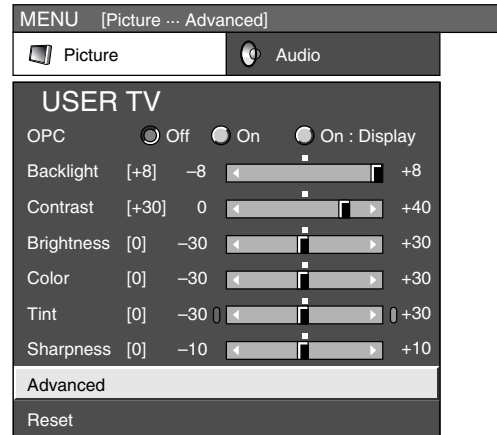 MENU [Picture ··· Advanced]
Picture Audio
USER TV
OPC Off On On : Display
Backlight [+8] –8 +8
Contrast [+30] 0 +40
Brightness [0] –30 +30
Color [0] –30 +30
Tint [0] –30 +30
Sharpness [0] –10 +10
Advanced
Reset